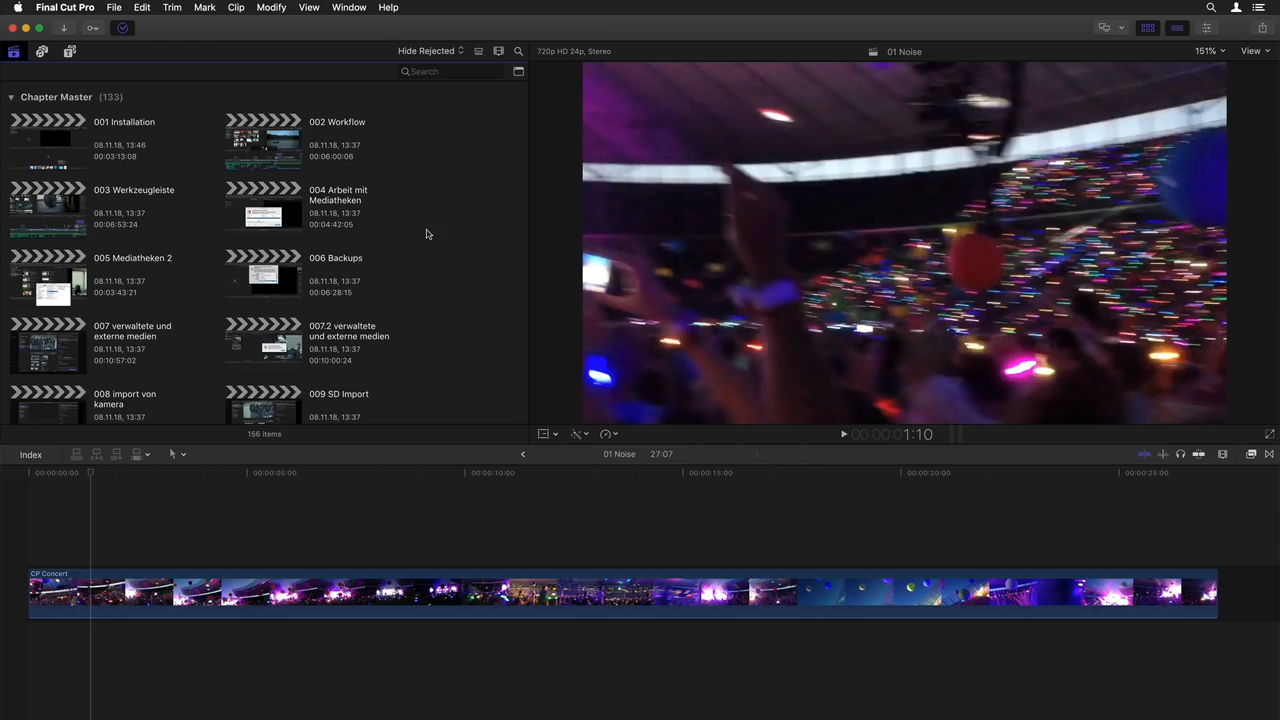 Final Cut Pro File Edit Trim Mark Clip Modify View Window Help
Hide Rejected
720p HD 24p, Stereo
01 Noise
151%
View
Search
Chapter Master (133)
001 Installation
08.11.18, 13:46
00:03:13:08
002 Workflow
08.11.18, 13:37
00:06:00:06
003 Werkzeugleiste
08.11.18, 13:37
00:06:53:24
004 Arbeit mit
Mediatheken
08.11.18, 13:37
00:04:42:05
005 Mediatheken 2
08.11.18, 13:37
00:03:43:21
006 Backups
08.11.18, 13:37
00:06:28:15
007 verwaltete und
externe medien
08.11.18, 13:37
00:10:57:02
007.2 verwaltete
und externe medien
08.11.18, 13:37
00:10:00:24
008 import von
kamera
08.11.18, 13:37
009 SD Import
08.11.18, 13:37
156 items
00:00:00:01:10
Index
01 Noise
27:07
00:00:00:00
00:00:05:00
00:00:10:00
00:00:15:00
00:00:20:00
00:00:25:00
CP Concert